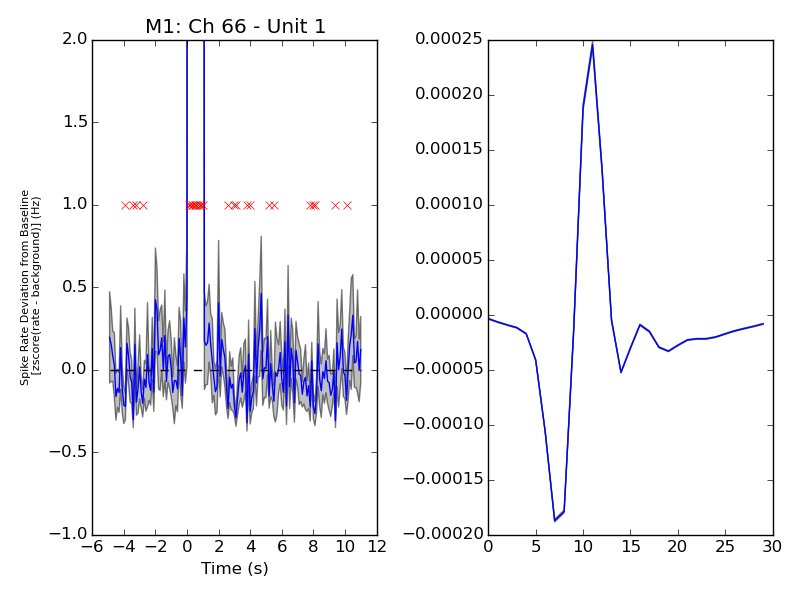 M1: Ch 66 - Unit 1
Spike Rate Deviation from Baseline
[zscore(rate - background)] (Hz)
2.0
1.5
1.0
0.5
0.0
−0.5
−1.0
−6 −4 −2 0 2 4 6 8 10 12
Time (s)
0.00025
0.00020
0.00015
0.00010
0.00005
0.00000
−0.00005
−0.00010
−0.00015
−0.00020
0 5 10 15 20 25 30